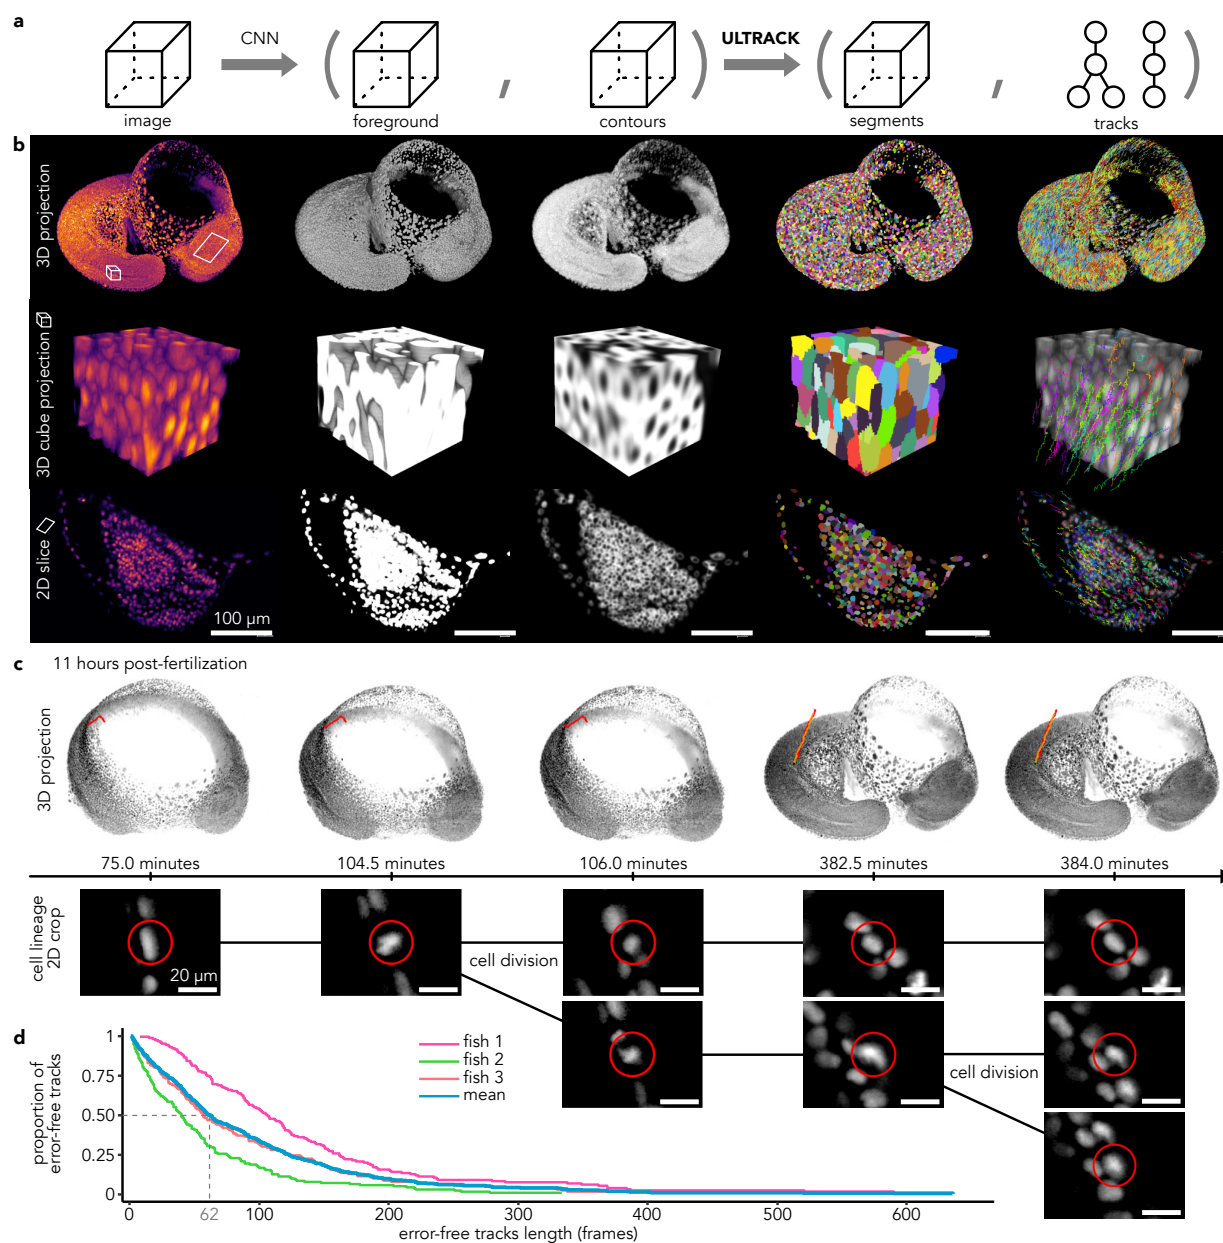 a
CNN
ULTRACK
image
foreground
contours
segments
tracks
b
3D projection
3D cube projection
2D slice
100 µm
c
11 hours post-fertilization
3D projection
75.0 minutes
104.5 minutes
106.0 minutes
382.5 minutes
384.0 minutes
cell lineage
2D crop
20 µm
cell division
cell division
d
proportion of
error-free tracks
1
0.75
0.50
0.25
0
fish 1
fish 2
fish 3
mean
0
62
100
200
300
400
500
600
error-free tracks length (frames)